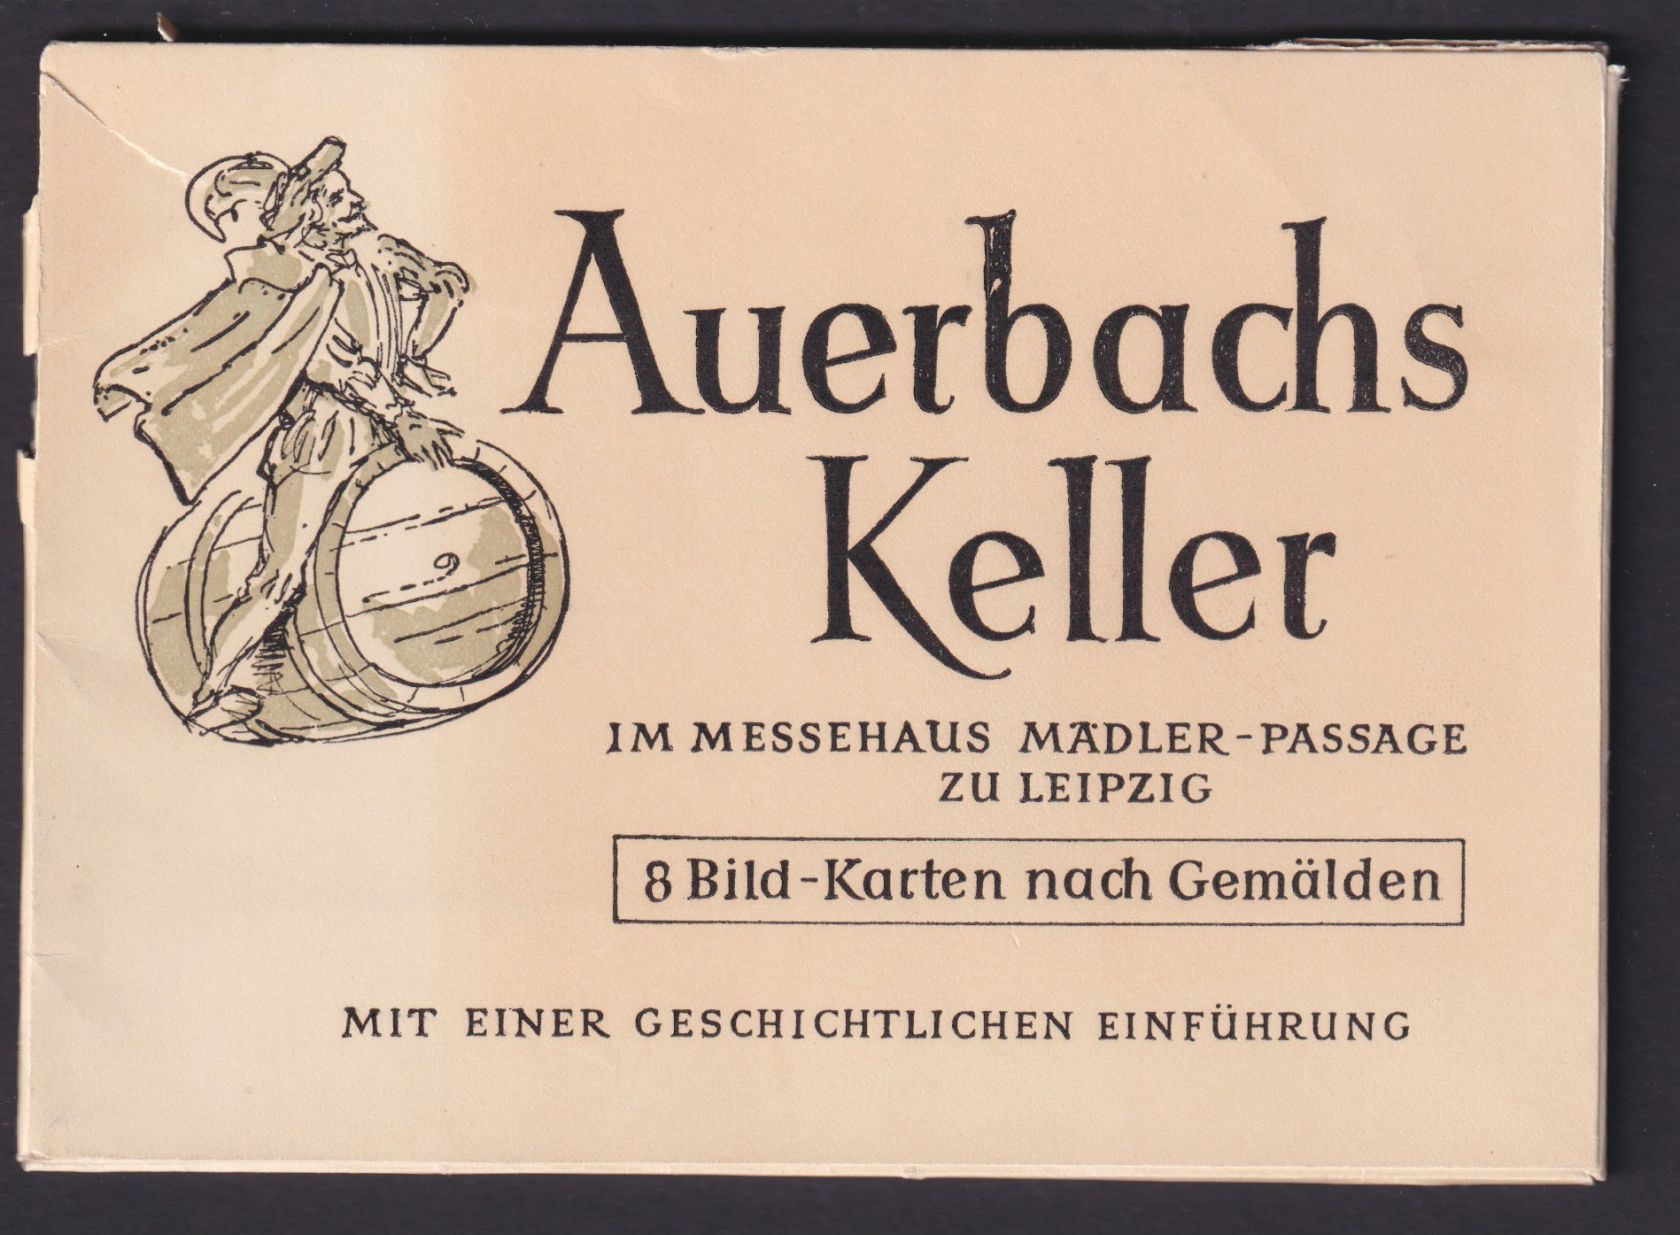 Auerbachs
Keller
IM MESSEHAUS MÄDLER-PASSAGE
ZU LEIPZIG
8 Bild-Karten nach Gemälden
MIT EINER GESCHICHTLICHEN EINFÜHRUNG